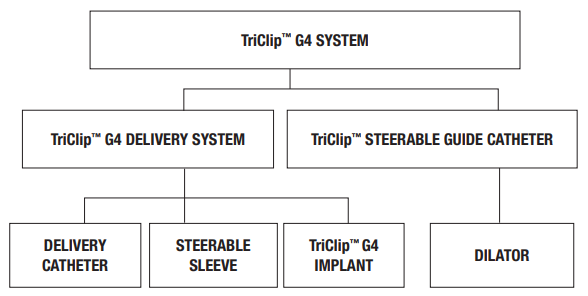 TriClip™ G4 SYSTEM
TriClip™ G4 DELIVERY SYSTEM
TriClip™ STEERABLE GUIDE CATHETER
DELIVERY
CATHETER
STEERABLE
SLEEVE
TriClip™ G4
IMPLANT
DILATOR